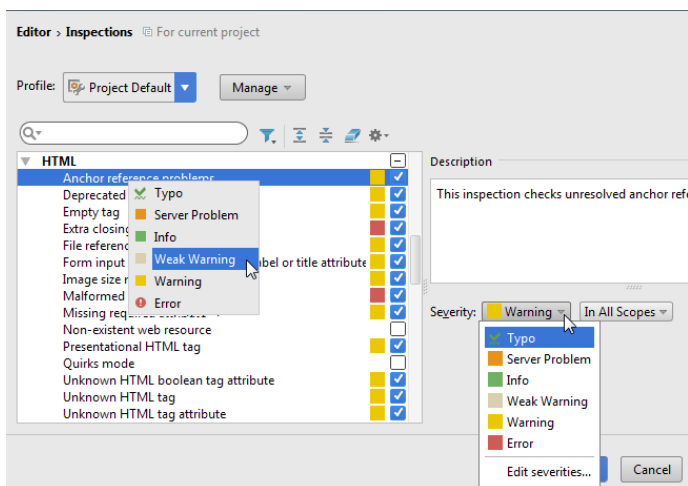 Editor › Inspections For current project
Profile: Project Default Manage
HTML
Anchor reference problems
Deprecated
Empty tag
Extra closing
File
Form input bel or title attribute
Image size
Malformed
Missing required attribute
Non-existent web resource
Presentational HTML tag
Quirks mode
Unknown HTML boolean tag attribute
Unknown HTML tag
Unknown HTML tag attribute
Typo
Server Problem
Info
Weak Warning
Warning
Error
Description
This inspection checks unresolved anchor refe
Severity: Warning In All Scopes
Typo
Server Problem
Info
Weak Warning
Warning
Error
Edit severities...
Cancel